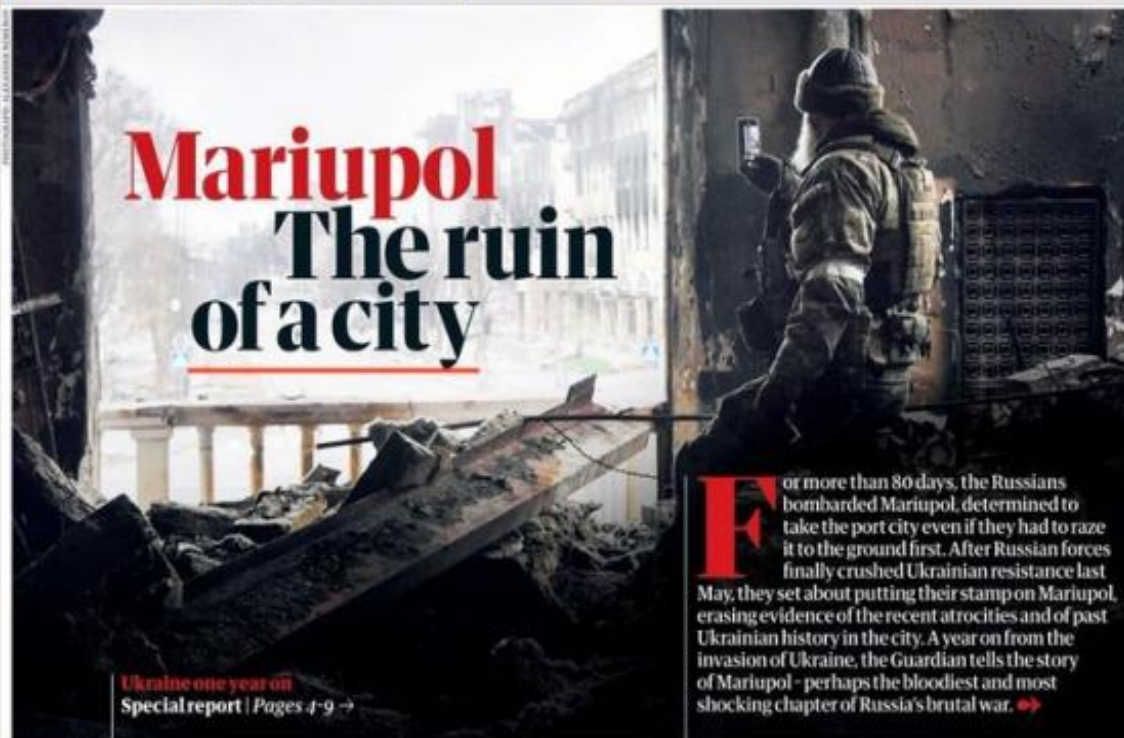 Mariupol
The ruin
of a city
For more than 80 days, the Russians
bombarded Mariupol, determined to
take the port city even if they had to raze
it to the ground first. After Russian forces
finally crushed Ukrainian resistance last
May, they set about putting their stamp on Mariupol,
erasing evidence of the recent atrocities and of past
Ukrainian history in the city. A year on from the
invasion of Ukraine, the Guardian tells the story
of Mariupol - perhaps the bloodiest and most
shocking chapter of Russia's brutal war.
Ukraine one year on
Special report | Pages 4-9 →